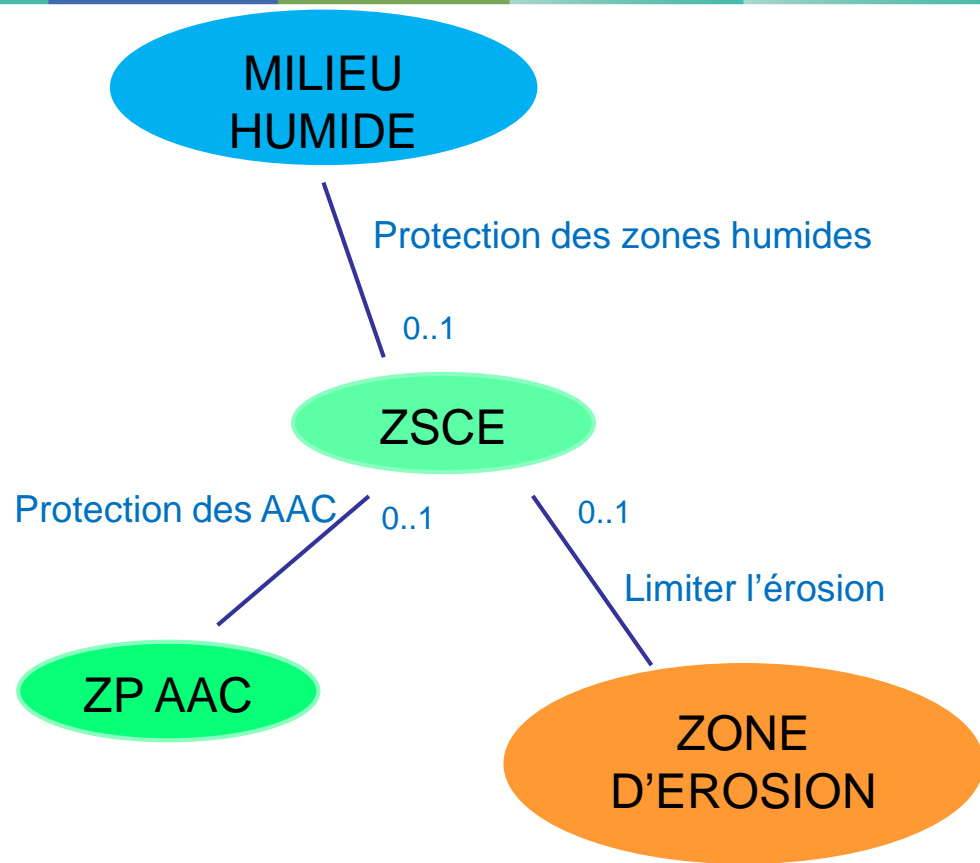 MILIEU
HUMIDE
Protection des zones humides
0..1
ZSCE
Protection des AAC
0..1
0..1
Limiter l’érosion
ZP AAC
ZONE
D’EROSION